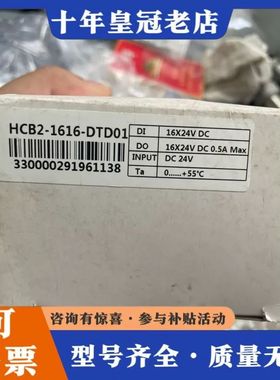 十年皇冠老店
HCB2-1616-DTD01
330000291961138
DI 16X24V DC
DO 16X24V DC 0.5A Max
INPUT DC 24V
Ta 0......+55℃
可
票
咨询有惊喜·参与补贴活动
型号齐全·质量无忧